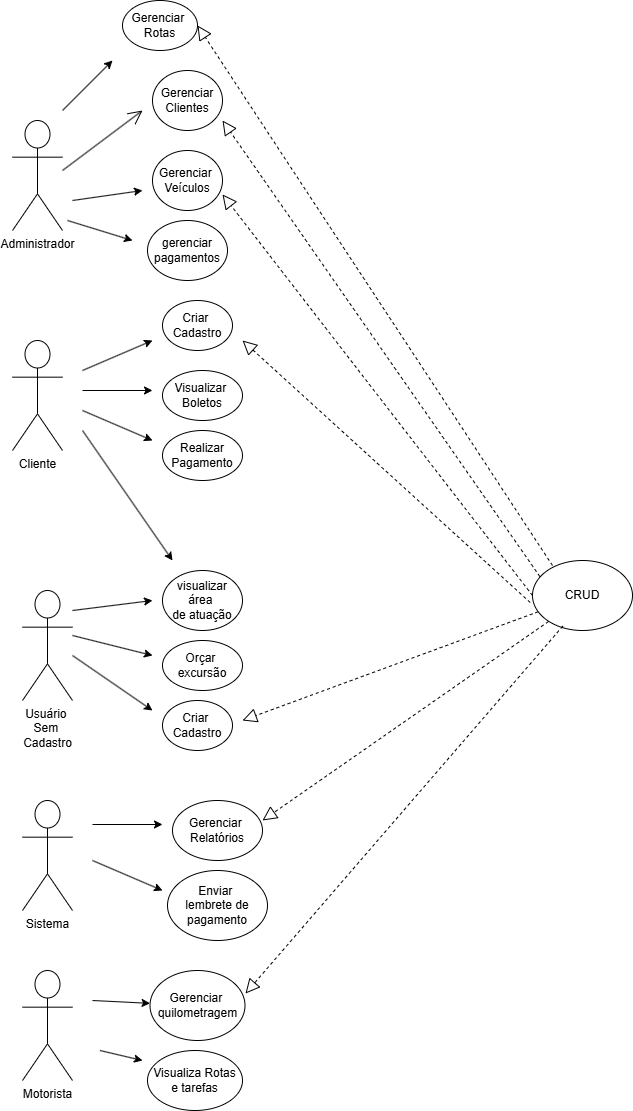 Gerenciar
Rotas
Gerenciar
Clientes
Gerenciar
Veículos
Administrador
gerenciar
pagamentos
Criar
Cadastro
Visualizar
Boletos
Cliente
Realizar
Pagamento
visualizar
área
de atuação
CRUD
Orçar
excursão
Usuário
Sem
Cadastro
Criar
Cadastro
Gerenciar
Relatórios
Sistema
Enviar
lembrete de
pagamento
Gerenciar
quilometragem
Motorista
Visualiza Rotas
e tarefas